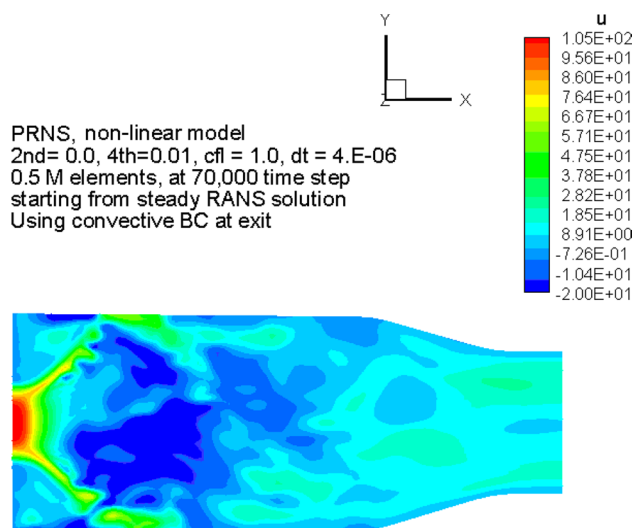 Y
Z
X
u
1.05E+02
9.56E+01
8.60E+01
7.64E+01
6.67E+01
5.71E+01
4.75E+01
3.78E+01
2.82E+01
1.85E+01
8.91E+00
-7.26E-01
-1.04E+01
-2.00E+01
PRNS, non-linear model
2nd= 0.0, 4th=0.01, cfl = 1.0, dt = 4.E-06
0.5 M elements, at 70,000 time step
starting from steady RANS solution
Using convective BC at exit